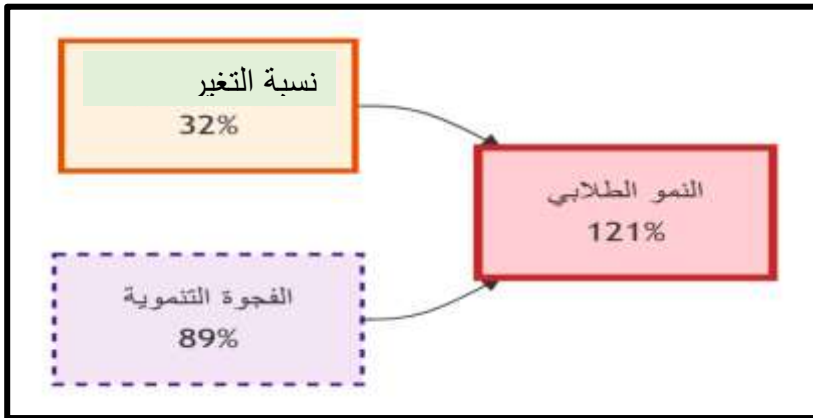 نسبة التغير
32%
النمو الطلابي
121%
الفجوة التنموية
89%